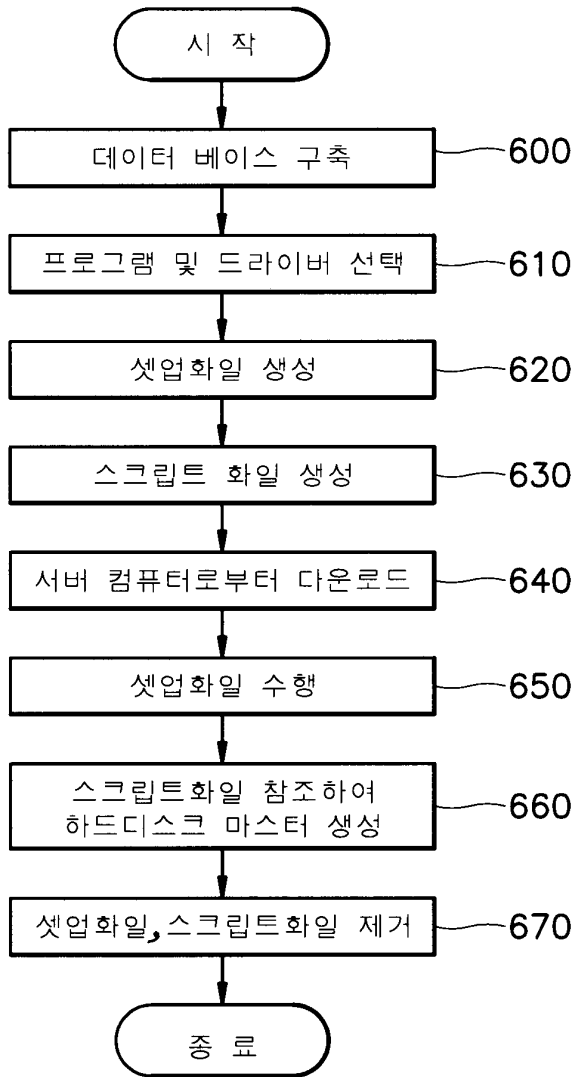 시 작
데이터 베이스 구축 600
프로그램 및 드라이버 선택 610
셋업화일 생성 620
스크립트 화일 생성 630
서버 컴퓨터로부터 다운로드 640
셋업화일 수행 650
스크립트화일 참조하여
하드디스크 마스터 생성 660
셋업화일,스크립트화일 제거 670
종 료